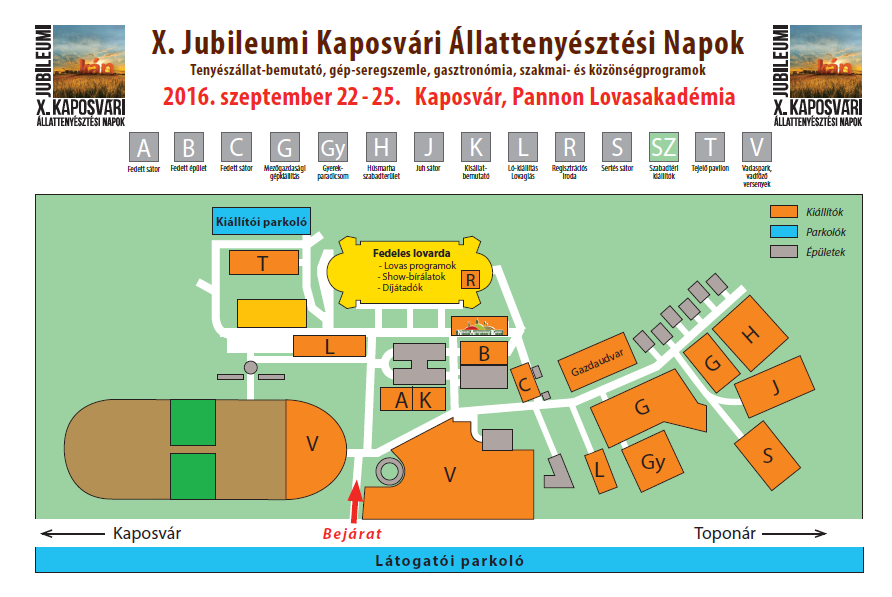 JUBILEUMI
kán
X. KAPOSVÁRI
ÁLLATTENYÉSZTÉSI NAPOK
X. Jubileumi Kaposvári Állattenyésztési Napok
Tenyészállat-bemutató, gép-seregszemle, gasztronómia, szakmai- és közönségprogramok
2016. szeptember 22 - 25. Kaposvár, Pannon Lovasakadémia
JUBILEUMI
kán
X. KAPOSVÁRI
ÁLLATTENYÉSZTÉSI NAPOK
A
Fedett sátor
B
Fedett épület
C
Fedett sátor
G
Mezőgazdasági
gépkiállítás
Gy
Gyerek-
paradicsom
H
Húsmarha
szabadterület
J
Juh sátor
K
Kisállat-
bemutató
L
Ló-kiállítás
Lovaglás
R
Regisztrációs
Iroda
S
Sertés sátor
SZ
Szabadtéri
kiállítók
T
Tejelő pavilon
V
Vadaspark,
vadfőző
versenyek
Kiállítók
Parkolók
Épületek
Kiállítói parkoló
T
Fedeles lovarda
- Lovas programok
- Show-bírálatok
- Díjátadók
R
L
B
A K
C
Gazdaudvar
G
H
J
G
S
V
V
L
Gy
Bejárat
Kaposvár
Toponár
Látogatói parkoló